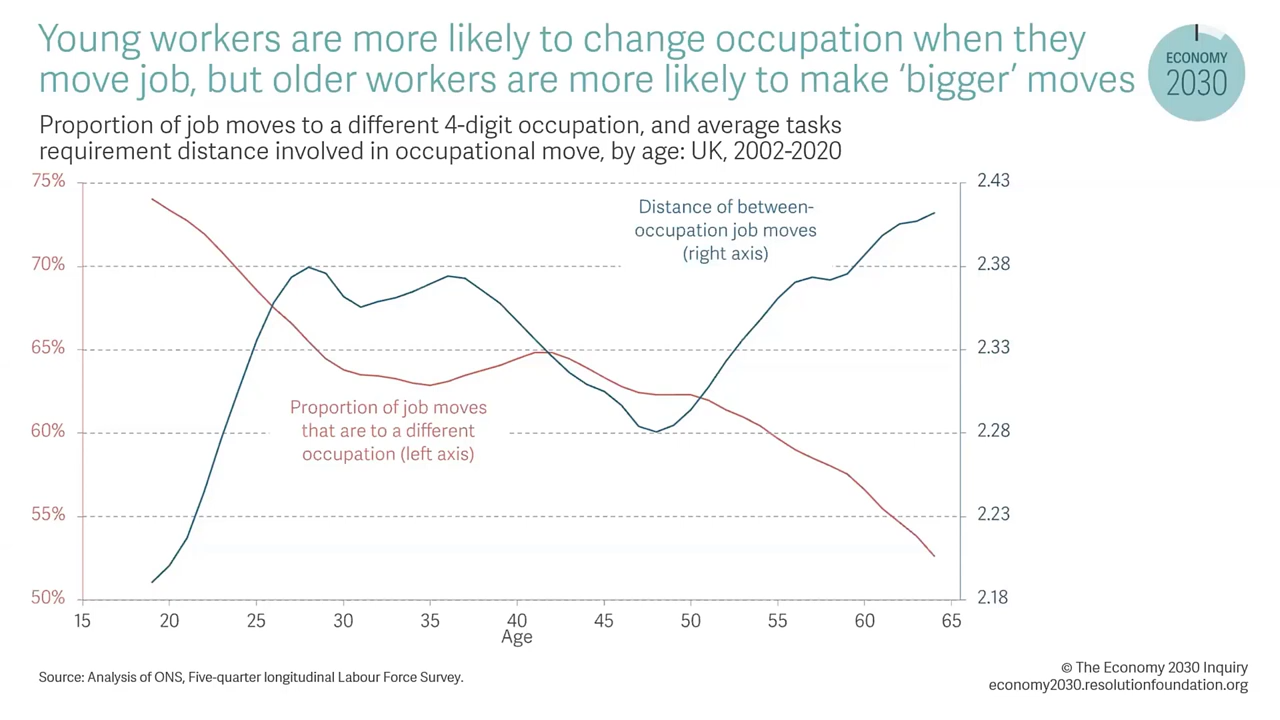 Young workers are more likely to change occupation when they
move job, but older workers are more likely to make ‘bigger’ moves
ECONOMY
2030
Proportion of job moves to a different 4-digit occupation, and average tasks
requirement distance involved in occupational move, by age: UK, 2002-2020
75%
70%
65%
60%
55%
50%
2.43
2.38
2.33
2.28
2.23
2.18
Distance of between-
occupation job moves
(right axis)
Proportion of job moves
that are to a different
occupation (left axis)
15 20 25 30 35 40 45 50 55 60 65
Age
Source: Analysis of ONS, Five-quarter longitudinal Labour Force Survey.
© The Economy 2030 Inquiry
economy2030.resolutionfoundation.org